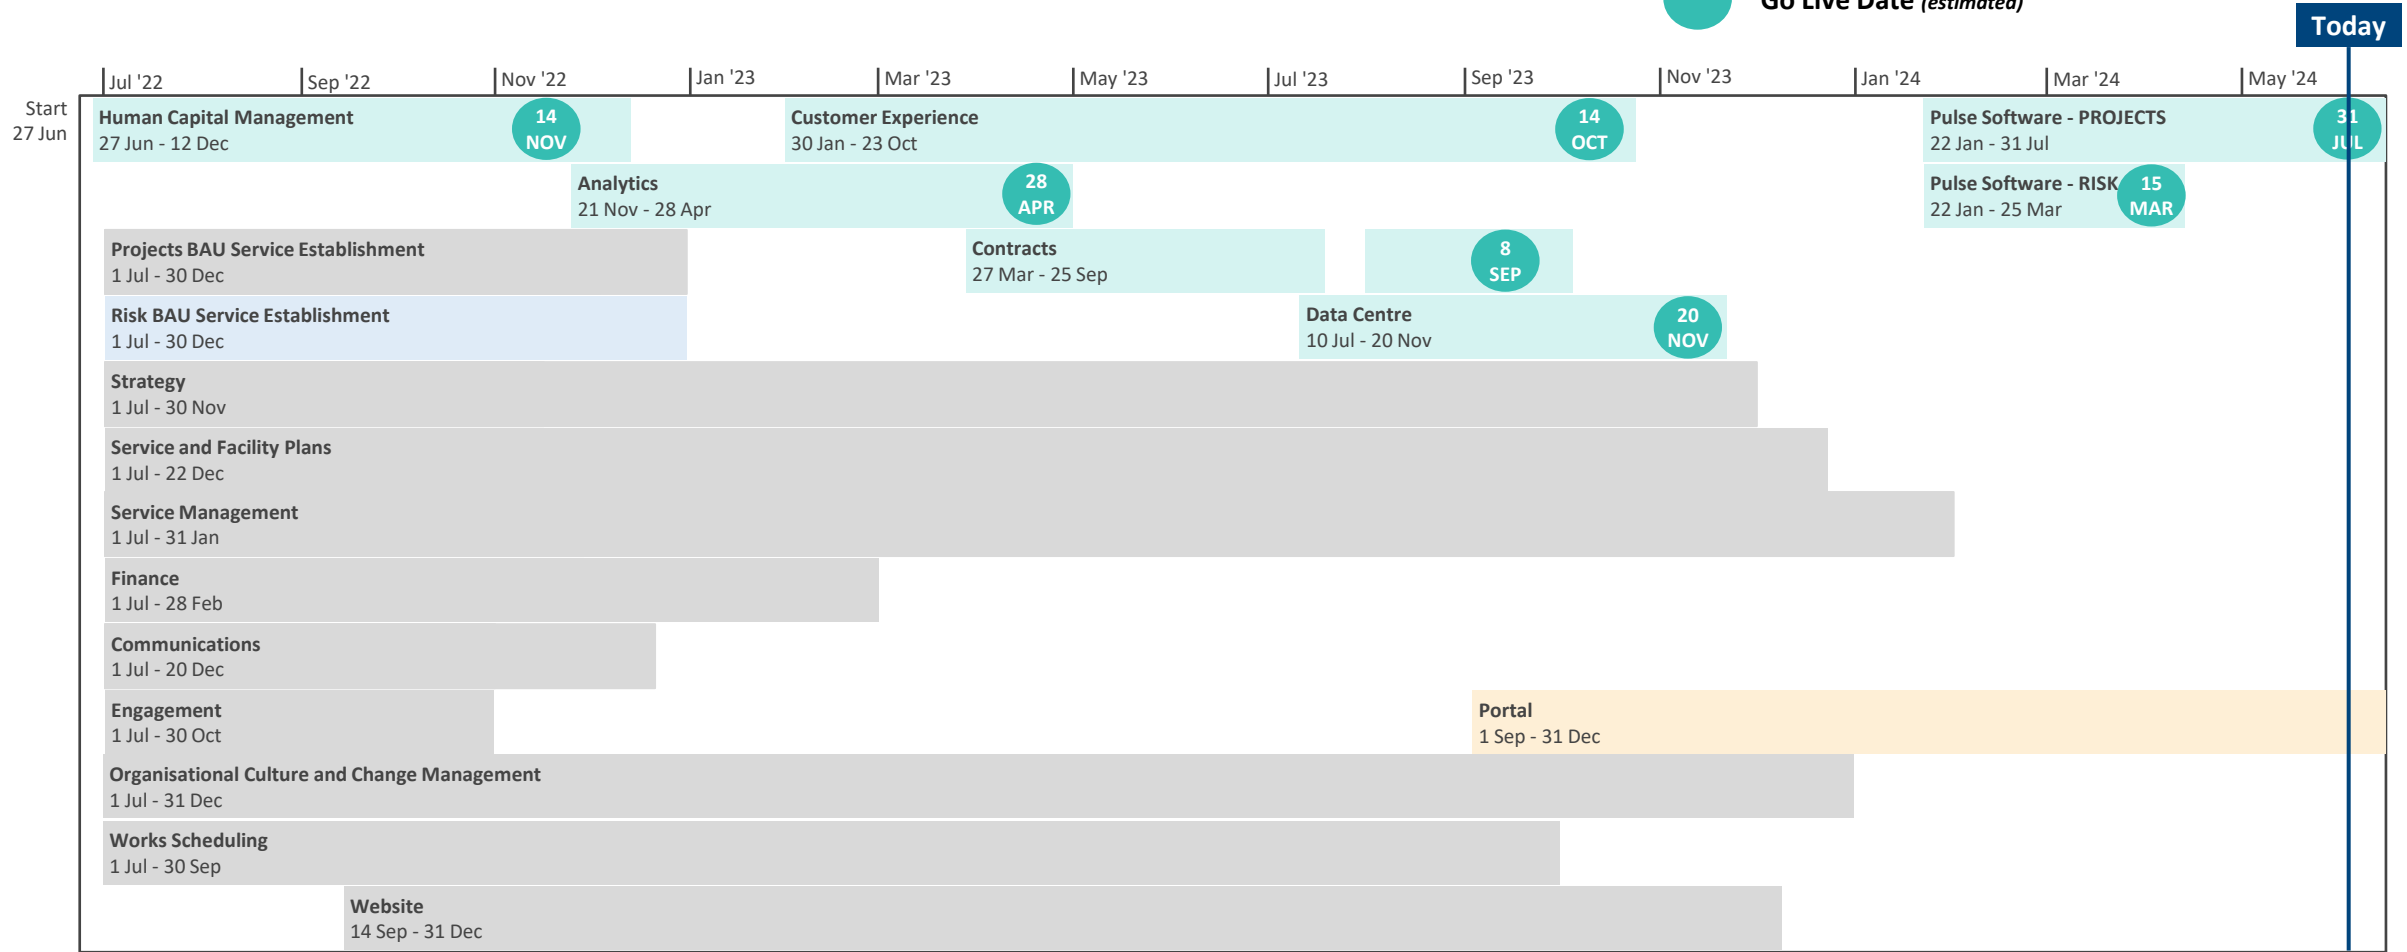 Go Live Date (estimated)
Today
Jul '22
Sep '22
Nov '22
Jan '23
Mar '23
May '23
Jul '23
Sep '23
Nov '23
Jan '24
Mar '24
May '24
Start
27 Jun
Human Capital Management
27 Jun - 12 Dec
14
NOV
Customer Experience
30 Jan - 23 Oct
14
OCT
Pulse Software - PROJECTS
22 Jan - 31 Jul
31
JUL
Analytics
21 Nov - 28 Apr
28
APR
Pulse Software - RISK
22 Jan - 25 Mar
15
MAR
Projects BAU Service Establishment
1 Jul - 30 Dec
Contracts
27 Mar - 25 Sep
8
SEP
Risk BAU Service Establishment
1 Jul - 30 Dec
Data Centre
10 Jul - 20 Nov
20
NOV
Strategy
1 Jul - 30 Nov
Service and Facility Plans
1 Jul - 22 Dec
Service Management
1 Jul - 31 Jan
Finance
1 Jul - 28 Feb
Communications
1 Jul - 20 Dec
Engagement
1 Jul - 30 Oct
Portal
1 Sep - 31 Dec
Organisational Culture and Change Management
1 Jul - 31 Dec
Works Scheduling
1 Jul - 30 Sep
Website
14 Sep - 31 Dec